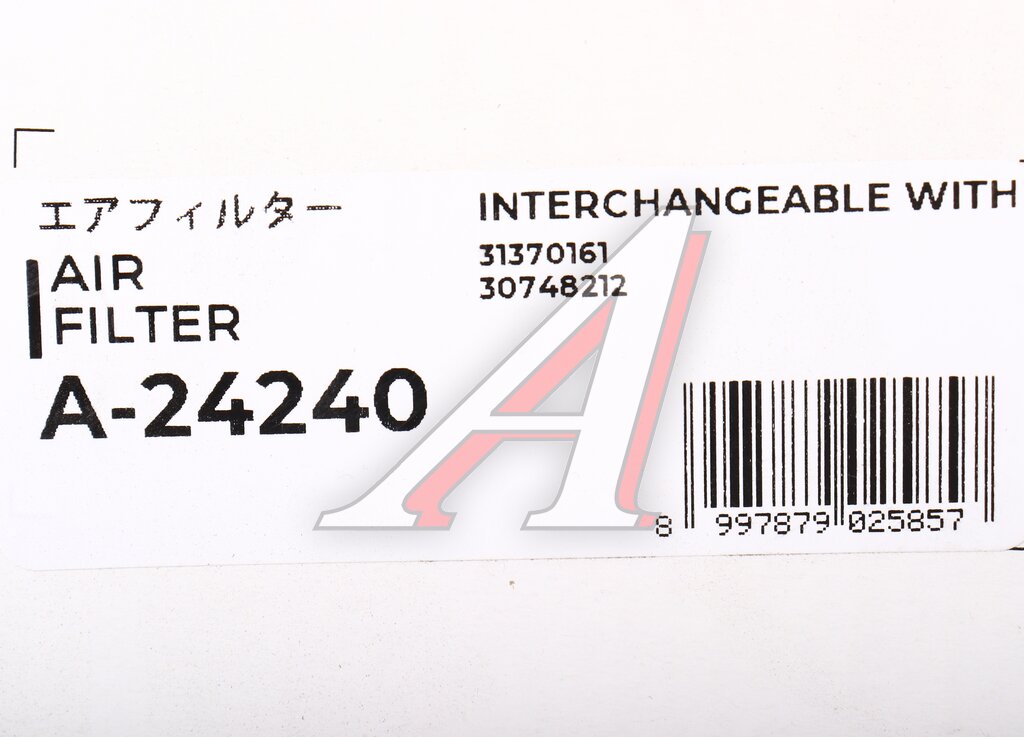 エアフィルター
AIR
FILTER
A-24240
INTERCHANGEABLE WITH
31370161
30748212
8 997879 025857